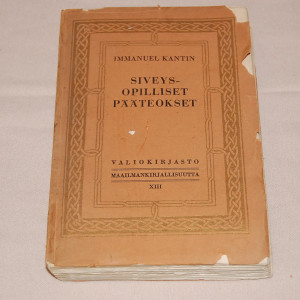 IMMANUEL KANTIN
SIVEYS-
OPILLISET
PÄÄTEOKSET
VALIOKIRJASTO
MAAILMANKIRJALLISUUTTA
XIII